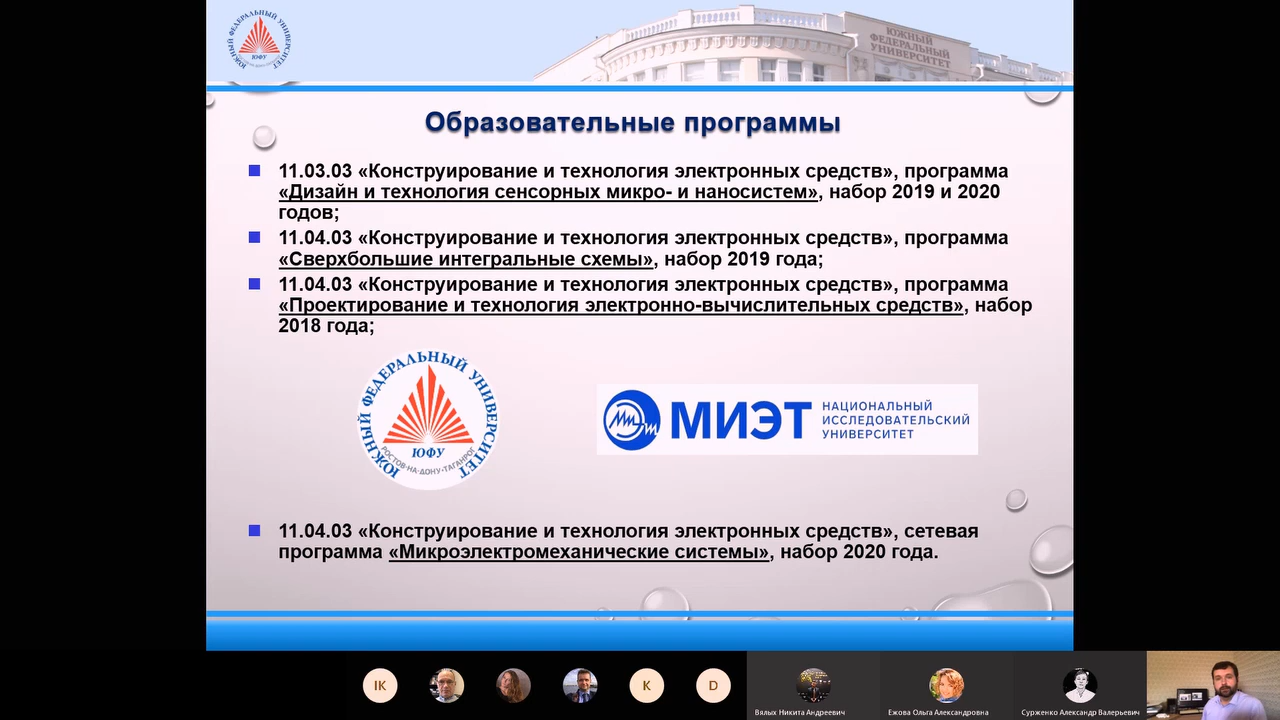 ЮЖНЫЙ ФЕДЕРАЛЬНЫЙ УНИВЕРСИТЕТ
ЮФУ
ЮЖНЫЙ
ФЕДЕРАЛЬНЫЙ
УНИВЕРСИТЕТ
Образовательные программы
11.03.03 «Конструирование и технология электронных средств», программа
«Дизайн и технология сенсорных микро- и наносистем», набор 2019 и 2020
годов;
11.04.03 «Конструирование и технология электронных средств», программа
«Сверхбольшие интегральные схемы», набор 2019 года;
11.04.03 «Конструирование и технология электронных средств», программа
«Проектирование и технология электронно-вычислительных средств», набор
2018 года;
ЮЖНЫЙ ФЕДЕРАЛЬНЫЙ УНИВЕРСИТЕТ
ЮФУ
РОСТОВ-НА-ДОНУ•ТАГАНРОГ
МИЭТ
НАЦИОНАЛЬНЫЙ
ИССЛЕДОВАТЕЛЬСКИЙ
УНИВЕРСИТЕТ
11.04.03 «Конструирование и технология электронных средств», сетевая
программа «Микроэлектромеханические системы», набор 2020 года.
IK
K
D
Вялых Никита Андреевич
Ежова Ольга Александровна
Сурженко Александр Валерьевич